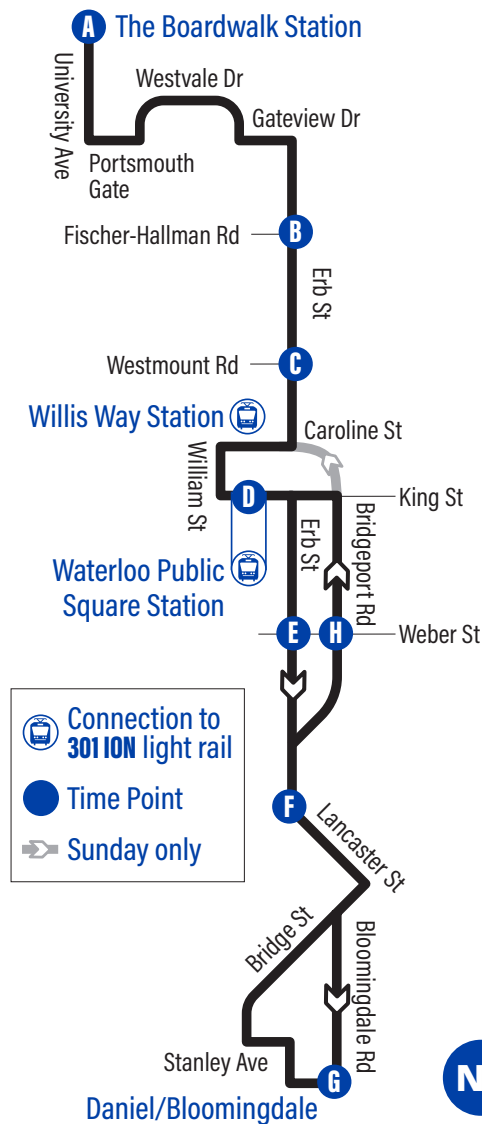 A The Boardwalk Station
University Ave
Westvale Dr
Gateview Dr
Portsmouth
Gate
Fischer-Hallman Rd
B
Erb St
Westmount Rd
C
Willis Way Station
Caroline St
William St
D
King St
Erb St
Bridgeport Rd
Waterloo Public
Square Station
E
H
Weber St
Connection to
301 ION light rail
Time Point
Sunday only
F
Lancaster St
Bridge St
Bloomingdale Rd
Stanley Ave
G
Daniel/Bloomingdale
N